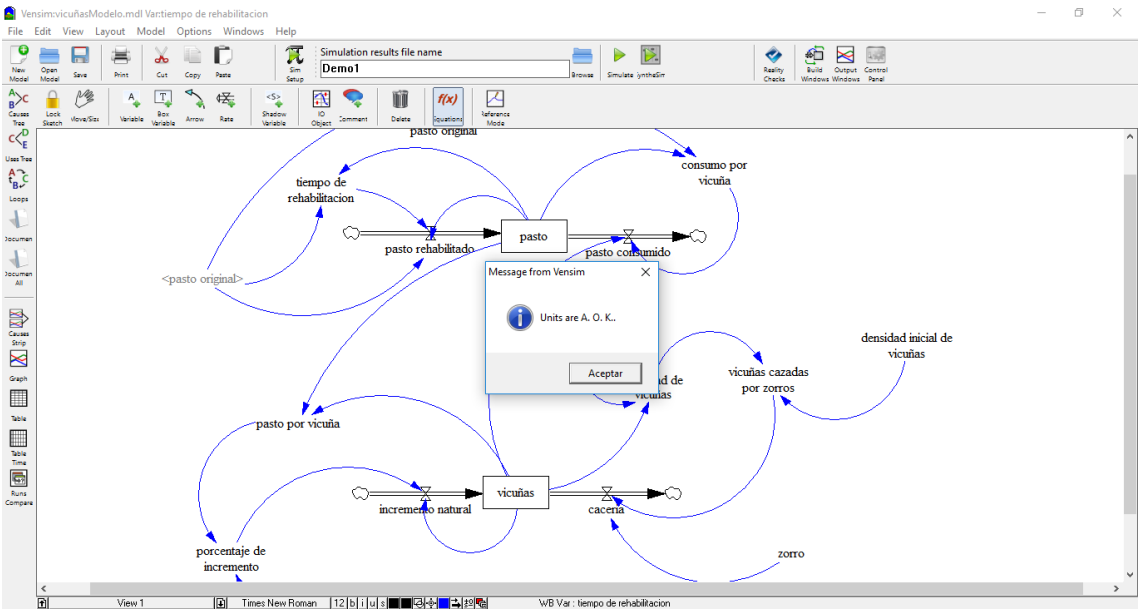 Vensim:vicuñasModelo.mdl Var:tiempo de rehabilitacion
File Edit View Layout Model Options Windows Help
Simulation results file name
Demo1
New Model
Open Model
Save
Print
Cut
Copy
Paste
Sim Setup
Browse
Simulate
yntheSim
Reality Checks
Build Windows
Output Windows
Control Panel
Causes Tree
Lock Sketch
Move/Size
Variable
Box Variable
Arrow
Rate
Shadow Variable
IO Object
Comment
Delete
f(x)
Equations
Reference Mode
Uses Tree
Loops
Documen
Documen All
Causes Strip
Graph
Table
Table Time
Runs Compare
pasto original
consumo por
vicuña
tiempo de
rehabilitacion
pasto
pasto rehabilitado
pasto consumido
<pasto original>
Message from Vensim
Units are A. O. K..
Aceptar
densidad inicial de
vicuñas
vicuñas cazadas
por zorros
ad de
vicuñas
pasto por vicuña
vicuñas
incremento natural
caceria
porcentaje de
incremento
zorro
View 1
Times New Roman
12 b i u s
WB Var : tiempo de rehabilitacion